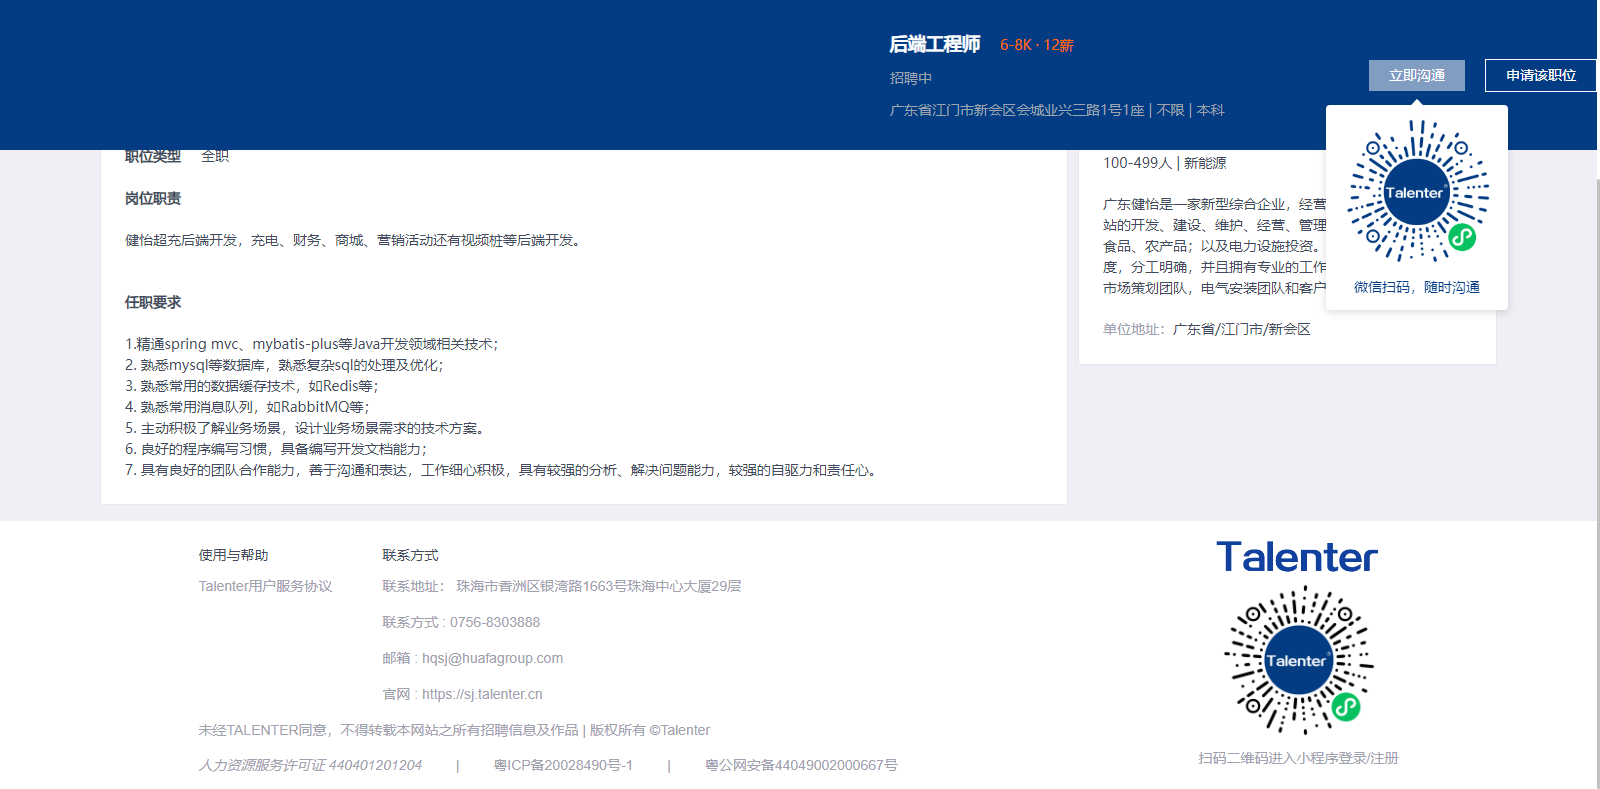 后端工程师 6-8K · 12薪
招聘中
广东省江门市新会区会城业兴三路1号1座 | 不限 | 本科
立即沟通
申请该职位
Talenter
微信扫码，随时沟通
职位类型 全职
岗位职责
健怡超充后端开发，充电、财务、商城、营销活动还有视频桩等后端开发。
任职要求
1.精通spring mvc、mybatis-plus等Java开发领域相关技术；
2. 熟悉mysql等数据库，熟悉复杂sql的处理及优化；
3. 熟悉常用的数据缓存技术，如Redis等；
4. 熟悉常用消息队列，如RabbitMQ等；
5. 主动积极了解业务场景，设计业务场景需求的技术方案。
6. 良好的程序编写习惯，具备编写开发文档能力；
7. 具有良好的团队合作能力，善于沟通和表达，工作细心积极，具有较强的分析、解决问题能力，较强的自驱力和责任心。
100-499人 | 新能源
广东健怡是一家新型综合企业，经营
站的开发、建设、维护、经营、管理
食品、农产品；以及电力设施投资。
度，分工明确，并且拥有专业的工作
市场策划团队，电气安装团队和客户
单位地址：广东省/江门市/新会区
使用与帮助
Talenter用户服务协议
联系方式
联系地址： 珠海市香洲区银湾路1663号珠海中心大厦29层
联系方式 : 0756-8303888
邮箱 : hqsj@huafagroup.com
官网 : https://sj.talenter.cn
未经TALENTER同意，不得转载本网站之所有招聘信息及作品 | 版权所有 ©Talenter
人力资源服务许可证 440401201204 | 粤ICP备20028490号-1 | 粤公网安备44049002000667号
Talenter
Talenter
扫码二维码进入小程序登录/注册